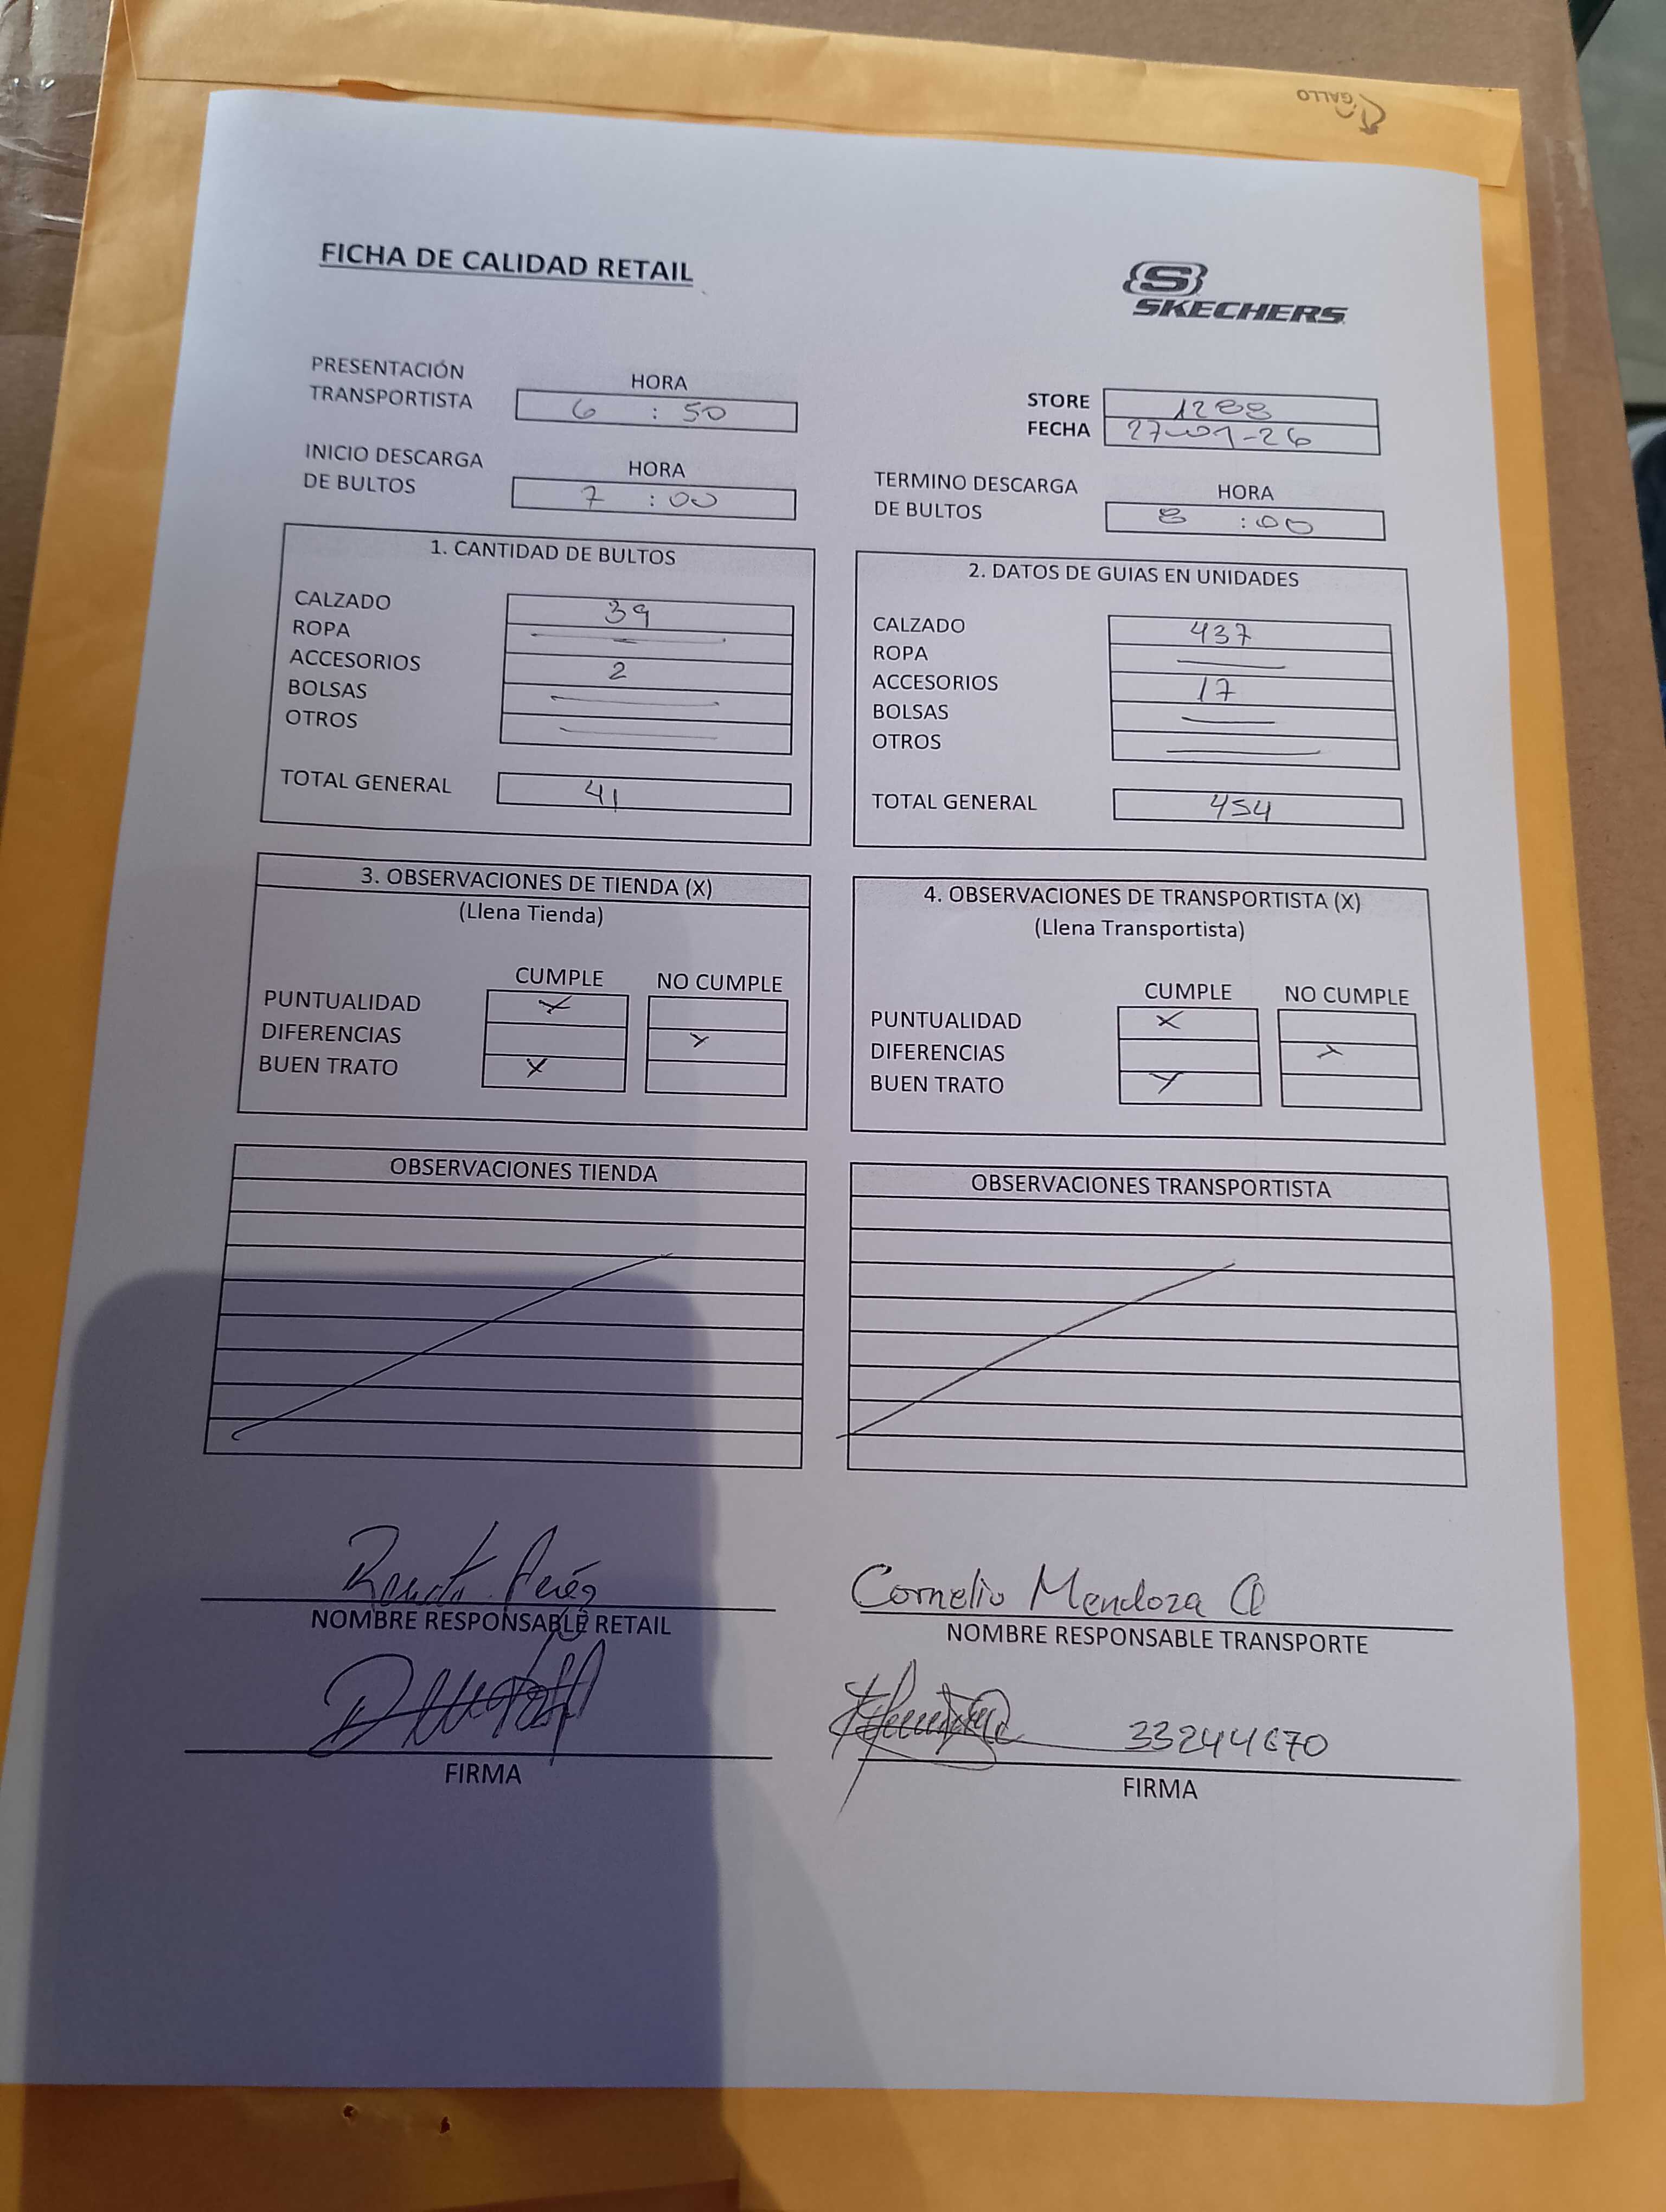 GALLO
FICHA DE CALIDAD RETAIL
SKECHERS
PRESENTACIÓN TRANSPORTISTA
HORA
6 : 50
STORE 1288
FECHA 27-01-26
INICIO DESCARGA DE BULTOS
HORA
7 : 00
TERMINO DESCARGA DE BULTOS
HORA
8 : 00
1. CANTIDAD DE BULTOS
CALZADO 39
ROPA
ACCESORIOS 2
BOLSAS
OTROS
TOTAL GENERAL 41
2. DATOS DE GUIAS EN UNIDADES
CALZADO 437
ROPA
ACCESORIOS 17
BOLSAS
OTROS
TOTAL GENERAL 454
3. OBSERVACIONES DE TIENDA (X)
(Llena Tienda)
CUMPLE NO CUMPLE
PUNTUALIDAD X
DIFERENCIAS X
BUEN TRATO X
4. OBSERVACIONES DE TRANSPORTISTA (X)
(Llena Transportista)
CUMPLE NO CUMPLE
PUNTUALIDAD X
DIFERENCIAS X
BUEN TRATO X
OBSERVACIONES TIENDA
OBSERVACIONES TRANSPORTISTA
Pérez
NOMBRE RESPONSABLE RETAIL
FIRMA
Cornelio Mendoza Q
NOMBRE RESPONSABLE TRANSPORTE
33244670
FIRMA